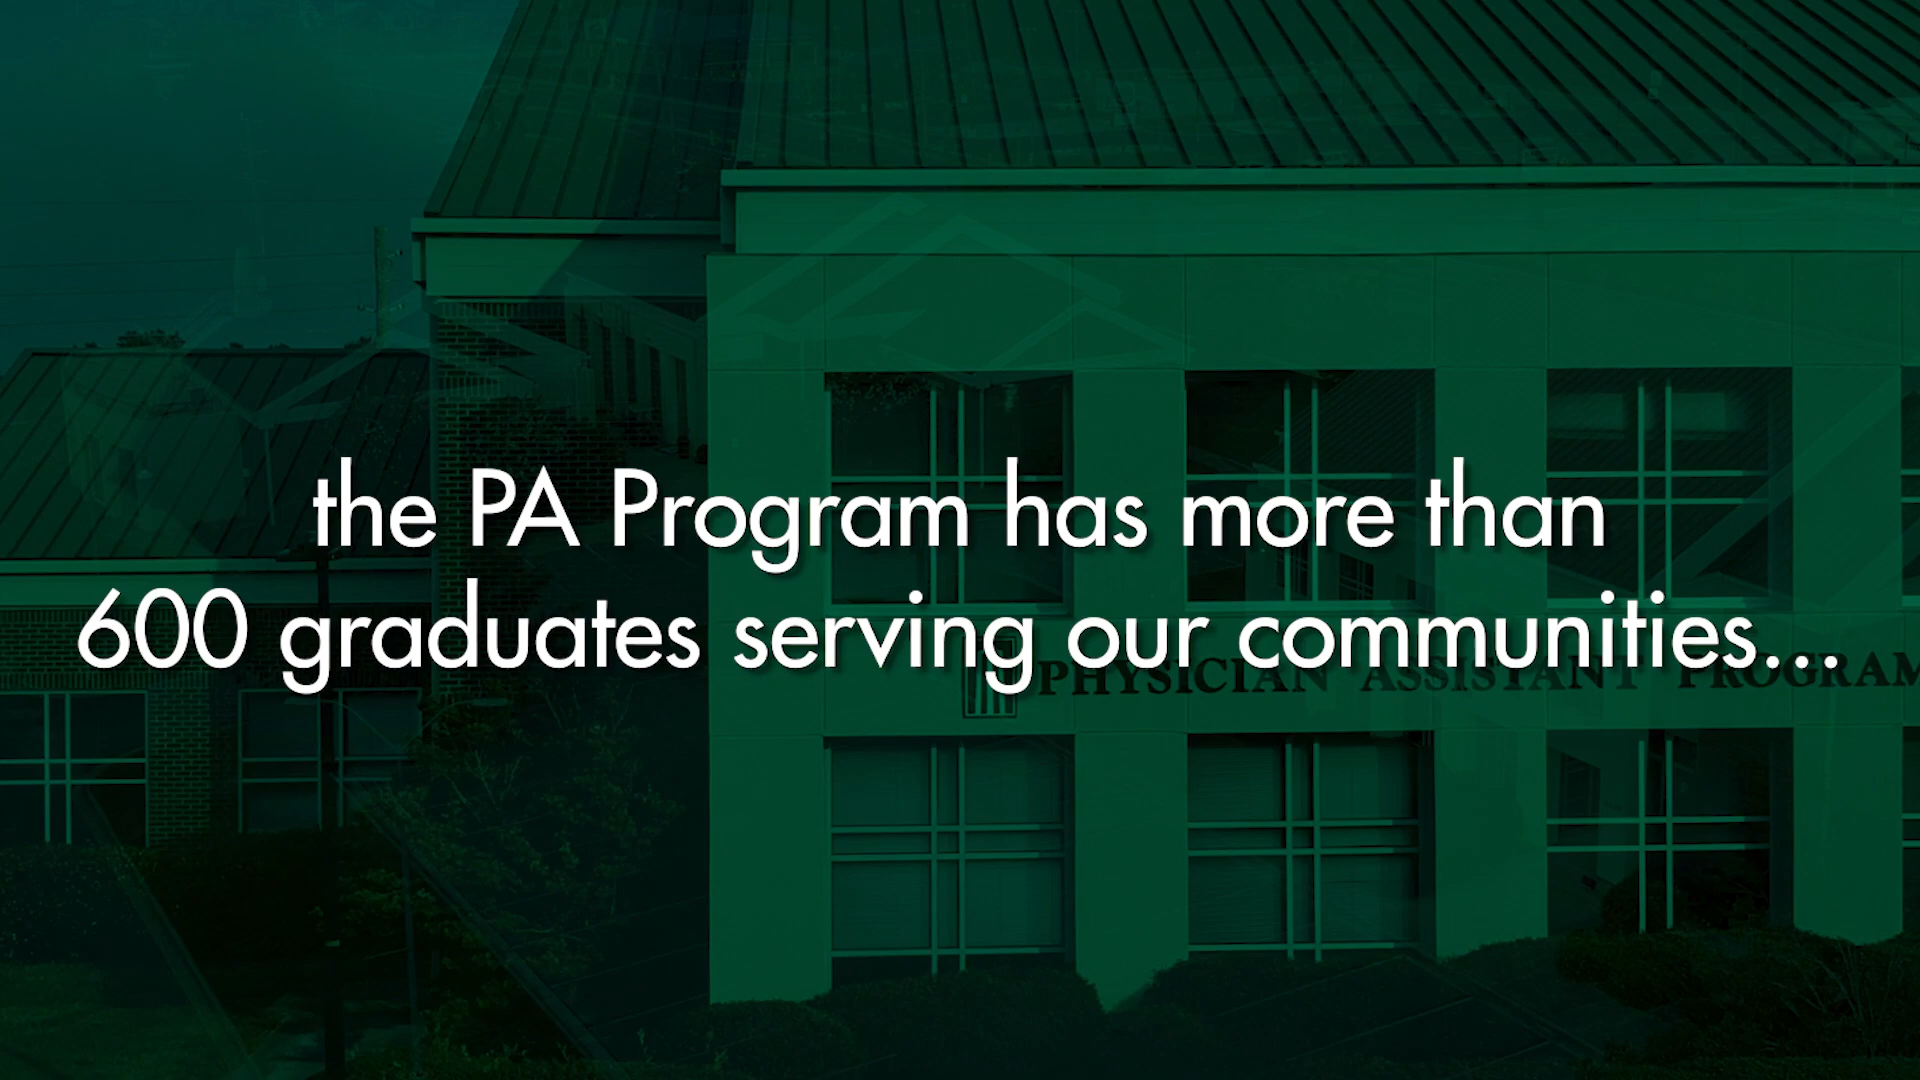 the PA Program has more than
600 graduates serving our communities...
PHYSICIAN ASSISTANT PROGRAM